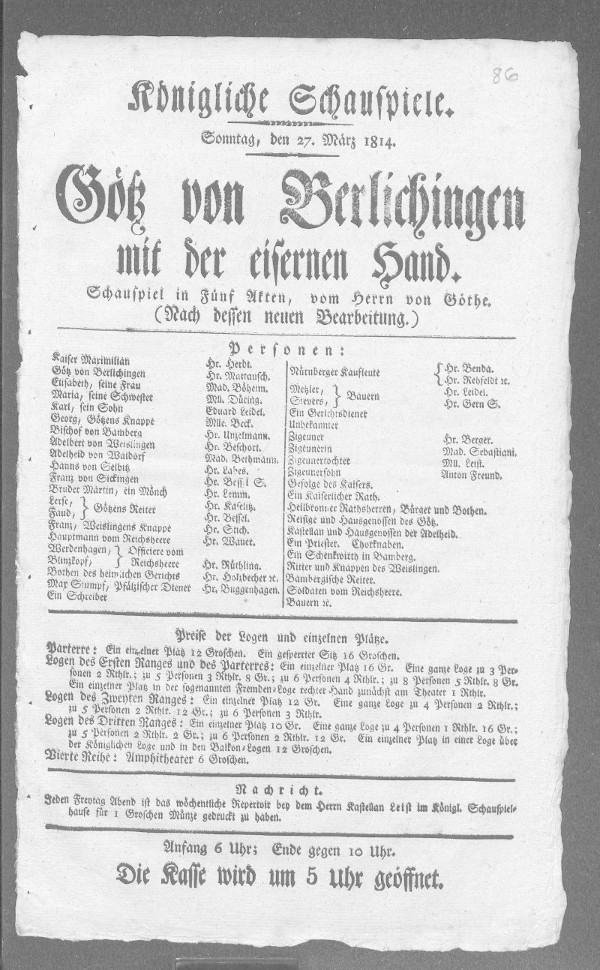 86
Königliche Schauspiele.
Sonntag, den 27. März 1814.
Götz von Berlichingen
mit der eisernen Hand.
Schauspiel in Fünf Akten, vom Herrn von Göthe.
(Nach dessen neuen Bearbeitung.)
Personen:
Kaiser Maximilian Hr. Herdt.
Götz von Berlichingen Hr. Mattausch.
Elisabeth, seine Frau Mad. Böheim.
Maria, seine Schwester Mll. Düring.
Karl, sein Sohn Eduard Leidel.
Georg, Götzens Knappe Mlle. Beck.
Bischof von Bamberg Hr. Unzelmann.
Adelbert von Weislingen Hr. Beschort.
Adelheid von Walldorf Mad. Bethmann.
Hanns von Selbitz Hr. Labes.
Franz von Sickingen Hr. Bessel S.
Bruder Martin, ein Mönch Hr. Lemm.
Lerse, } Götzens Reiter Hr. Kaselitz.
Faud, } Hr. Bessel.
Franz, Weislingens Knappe Hr. Stich.
Hauptmann vom Reichsheere Hr. Wauer.
Werdenhagen, } Officiere vom
Blinzkopf, } Reichsheere Hr. Rüthling.
Bothen des heimlichen Gerichts Hr. Holzbecher ꝛc.
Max Stumpf, Pfälzischer Diener Hr. Buggenhagen.
Ein Schreiber
Nürnberger Kaufleute { Hr. Benda.
{ Hr. Rehfeldt ꝛc.
Metzler, } Bauern Hr. Leidel.
Sievers, } Hr. Gern S.
Ein Gerichtsdiener
Unbekannter
Zigeuner Hr. Berger.
Zigeunerin Mad. Sebastiani.
Zigeunertochter Mll. Leist.
Zigeunersohn Anton Freund.
Gefolge des Kaisers.
Ein Kaiserlicher Rath.
Heilbronner Rathsherren, Bürger und Bothen.
Reisige und Hausgenossen des Götz.
Kastellan und Hausgenossen der Adelheid.
Ein Priester. Chorknaben.
Ein Schenkwirth in Bamberg.
Ritter und Knappen des Weislingen.
Bambergische Reiter.
Soldaten vom Reichsheere.
Bauern ꝛc.
Preise der Logen und einzelnen Plätze.
Parterre: Ein einzelner Platz 12 Groschen. Ein gesperrter Sitz 16 Groschen.
Logen des Ersten Ranges und des Parterres: Ein einzelner Platz 16 Gr. Eine ganze Loge zu 3 Per-
sonen 2 Rthlr.; zu 5 Personen 3 Rthlr. 8 Gr.; zu 6 Personen 4 Rthlr.; zu 8 Personen 5 Rthlr. 8 Gr.
Ein einzelner Platz in der sogenannten Fremden-Loge rechter Hand zunächst am Theater 1 Rthlr.
Logen des Zweyten Ranges: Ein einzelner Platz 12 Gr. Eine ganze Loge zu 4 Personen 2 Rthlr.;
zu 5 Personen 2 Rthlr. 12 Gr.; zu 6 Personen 3 Rthlr.
Logen des Dritten Ranges: Ein einzelner Platz 10 Gr. Eine ganze Loge zu 4 Personen 1 Rthlr. 16 Gr.;
zu 5 Personen 2 Rthlr. 2 Gr.; zu 6 Personen 2 Rthlr. 12 Gr. Ein einzelner Platz in einer Loge über
der Königlichen Loge und in den Balkon-Logen 12 Groschen.
Vierte Reihe: Amphitheater 6 Groschen.
Nachricht.
Jeden Freytag Abend ist das wöchentliche Repertoir bey dem Herrn Kastellan Leist im Königl. Schauspiel-
hause für 1 Groschen Münze gedruckt zu haben.
Anfang 6 Uhr; Ende gegen 10 Uhr.
Die Kasse wird um 5 Uhr geöffnet.